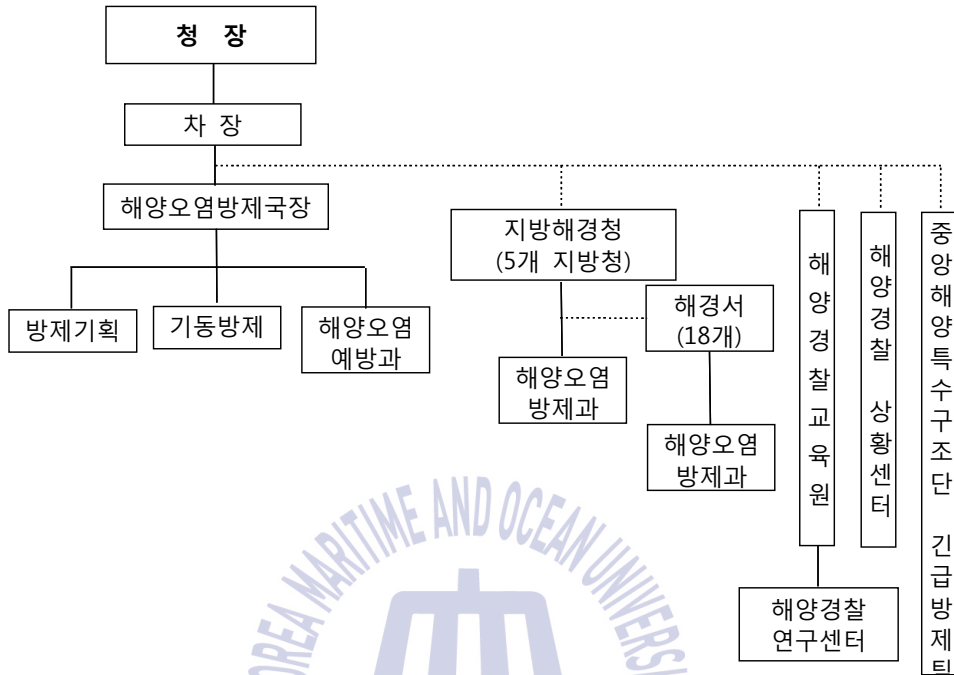 청 장
차 장
해양오염방제국장
방제기획
기동방제
해양오염
예방과
지방해경청
(5개 지방청)
해경서
(18개)
해양오염
방제과
해양오염
방제과
해양경찰교육원
해양경찰 상황센터
중앙해양특수구조단 긴급방제팀
해양경찰
연구센터
KOREA MARITIME AND OCEAN UNIVERS